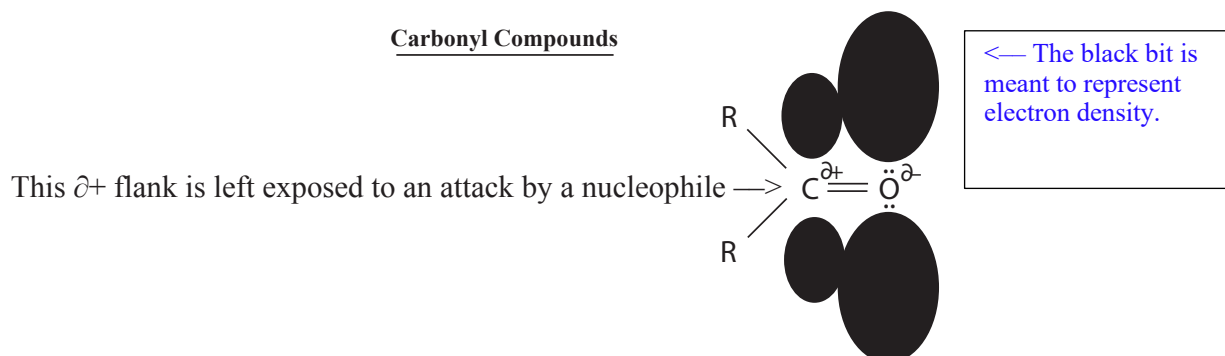 Carbonyl Compounds
<— The black bit is
meant to represent
electron density.
R
This ∂+ flank is left exposed to an attack by a nucleophile —>
C ∂+ = Ö ∂–
R